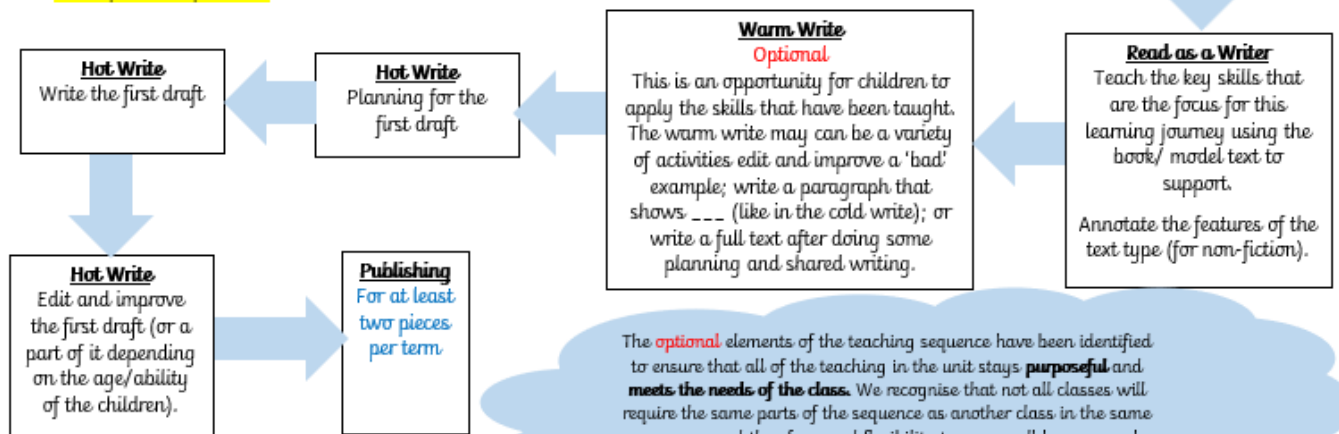 Read as a Writer
Teach the key skills that
are the focus for this
learning journey using the
book/ model text to
support.
Annotate the features of the
text type (for non-fiction).
Warm Write
Optional
This is an opportunity for children to
apply the skills that have been taught.
The warm write may can be a variety
of activities edit and improve a 'bad'
example; write a paragraph that
shows ___ (like in the cold write); or
write a full text after doing some
planning and shared writing.
Hot Write
Planning for the
first draft
Hot Write
Write the first draft
Hot Write
Edit and improve
the first draft (or a
part of it depending
on the age/ability
of the children).
Publishing
For at least
two pieces
per term
The optional elements of the teaching sequence have been identified
to ensure that all of the teaching in the unit stays purposeful and
meets the needs of the class. We recognise that not all classes will
require the same parts of the sequence as another class in the same